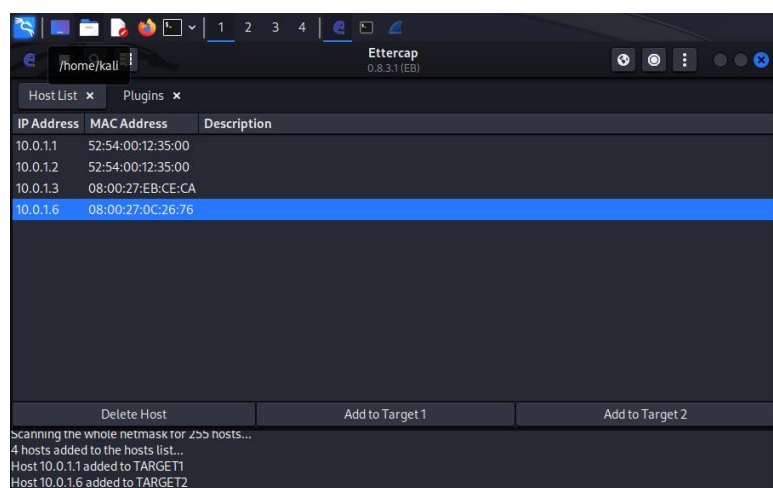 1 2 3 4
Ettercap
0.8.3.1 (EB)
/home/kali
Host List × Plugins ×
IP Address MAC Address Description
10.0.1.1 52:54:00:12:35:00
10.0.1.2 52:54:00:12:35:00
10.0.1.3 08:00:27:EB:CE:CA
10.0.1.6 08:00:27:0C:26:76
Delete Host Add to Target 1 Add to Target 2
Scanning the whole netmask for 255 hosts...
4 hosts added to the hosts list...
Host 10.0.1.1 added to TARGET1
Host 10.0.1.6 added to TARGET2